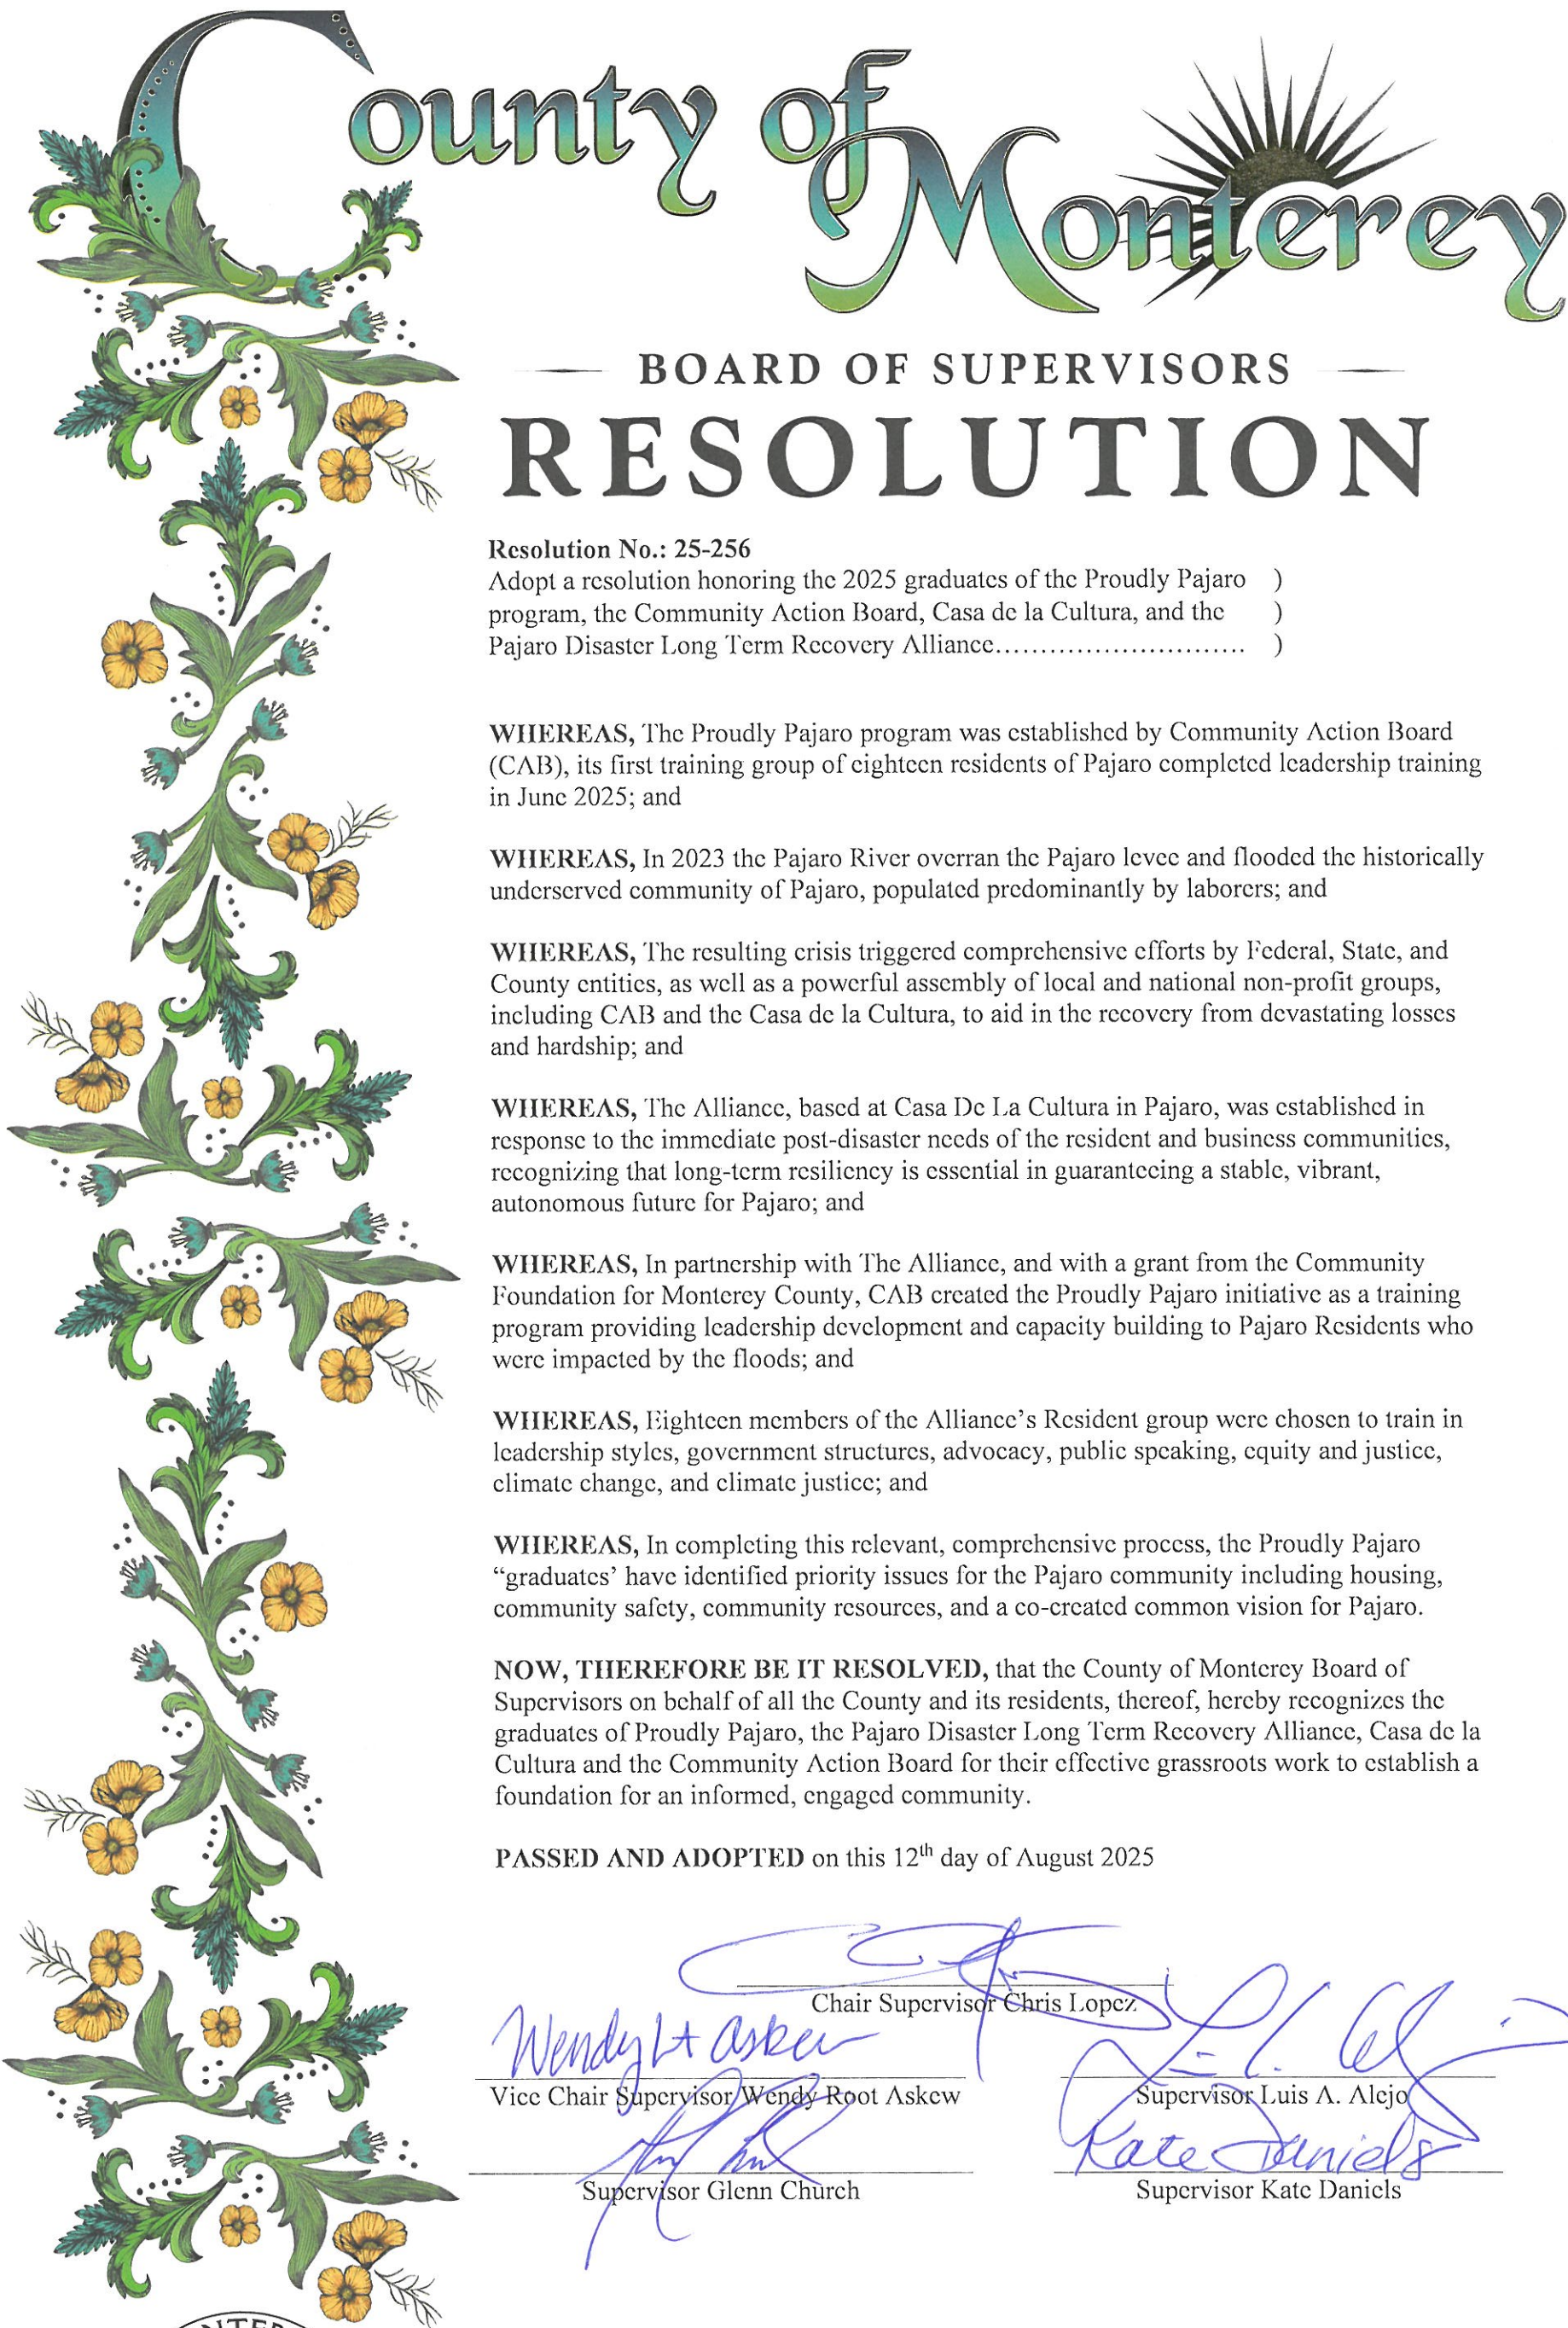 County of Monterey
BOARD OF SUPERVISORS
RESOLUTION
Resolution No.: 25-256
Adopt a resolution honoring the 2025 graduates of the Proudly Pajaro )
program, the Community Action Board, Casa de la Cultura, and the )
Pajaro Disaster Long Term Recovery Alliance............................ )
WHEREAS, The Proudly Pajaro program was established by Community Action Board
(CAB), its first training group of eighteen residents of Pajaro completed leadership training
in June 2025; and
WHEREAS, In 2023 the Pajaro River overran the Pajaro levee and flooded the historically
underserved community of Pajaro, populated predominantly by laborers; and
WHEREAS, The resulting crisis triggered comprehensive efforts by Federal, State, and
County entities, as well as a powerful assembly of local and national non-profit groups,
including CAB and the Casa de la Cultura, to aid in the recovery from devastating losses
and hardship; and
WHEREAS, The Alliance, based at Casa De La Cultura in Pajaro, was established in
response to the immediate post-disaster needs of the resident and business communities,
recognizing that long-term resiliency is essential in guaranteeing a stable, vibrant,
autonomous future for Pajaro; and
WHEREAS, In partnership with The Alliance, and with a grant from the Community
Foundation for Monterey County, CAB created the Proudly Pajaro initiative as a training
program providing leadership development and capacity building to Pajaro Residents who
were impacted by the floods; and
WHEREAS, Eighteen members of the Alliance’s Resident group were chosen to train in
leadership styles, government structures, advocacy, public speaking, equity and justice,
climate change, and climate justice; and
WHEREAS, In completing this relevant, comprehensive process, the Proudly Pajaro
“graduates’ have identified priority issues for the Pajaro community including housing,
community safety, community resources, and a co-created common vision for Pajaro.
NOW, THEREFORE BE IT RESOLVED, that the County of Monterey Board of
Supervisors on behalf of all the County and its residents, thereof, hereby recognizes the
graduates of Proudly Pajaro, the Pajaro Disaster Long Term Recovery Alliance, Casa de la
Cultura and the Community Action Board for their effective grassroots work to establish a
foundation for an informed, engaged community.
PASSED AND ADOPTED on this 12th day of August 2025
Chair Supervisor Chris Lopez
Wendy Askew
Vice Chair Supervisor Wendy Root Askew
Supervisor Luis A. Alejo
Kate Daniels
Supervisor Glenn Church
Supervisor Kate Daniels